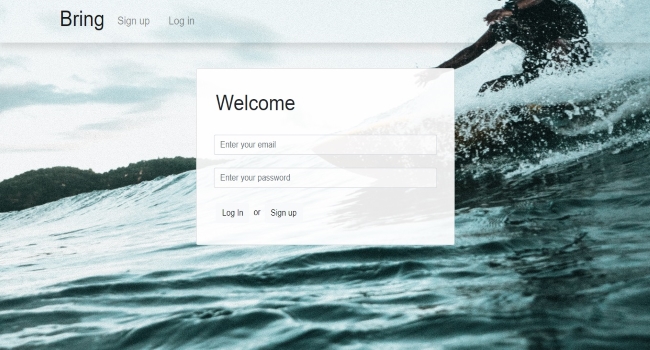 Bring Sign up Log in
Welcome
Enter your email
Enter your password
Log In or Sign up